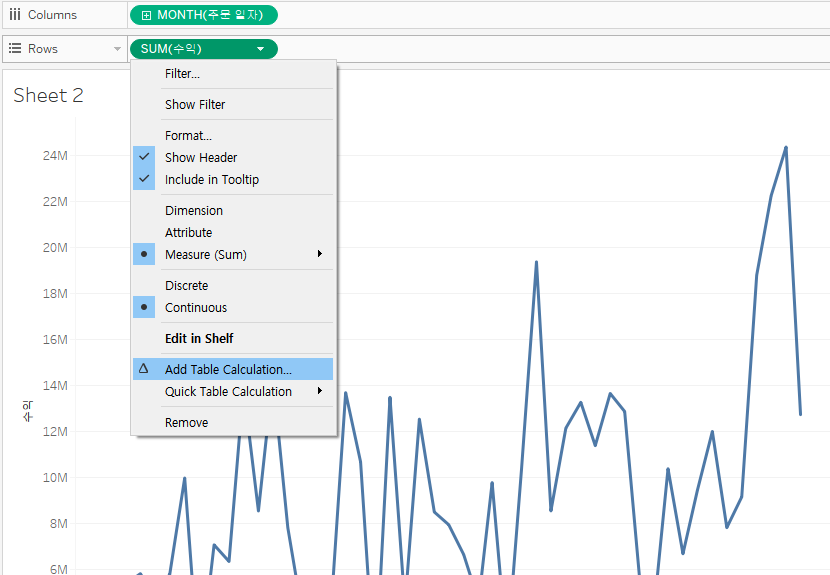 Columns
MONTH(주문 일자)
Rows
SUM(수익)
Sheet 2
Filter...
Show Filter
Format...
Show Header
Include in Tooltip
Dimension
Attribute
Measure (Sum)
Discrete
Continuous
Edit in Shelf
Add Table Calculation...
Quick Table Calculation
Remove
24M
22M
20M
18M
16M
14M
12M
10M
8M
6M
수익